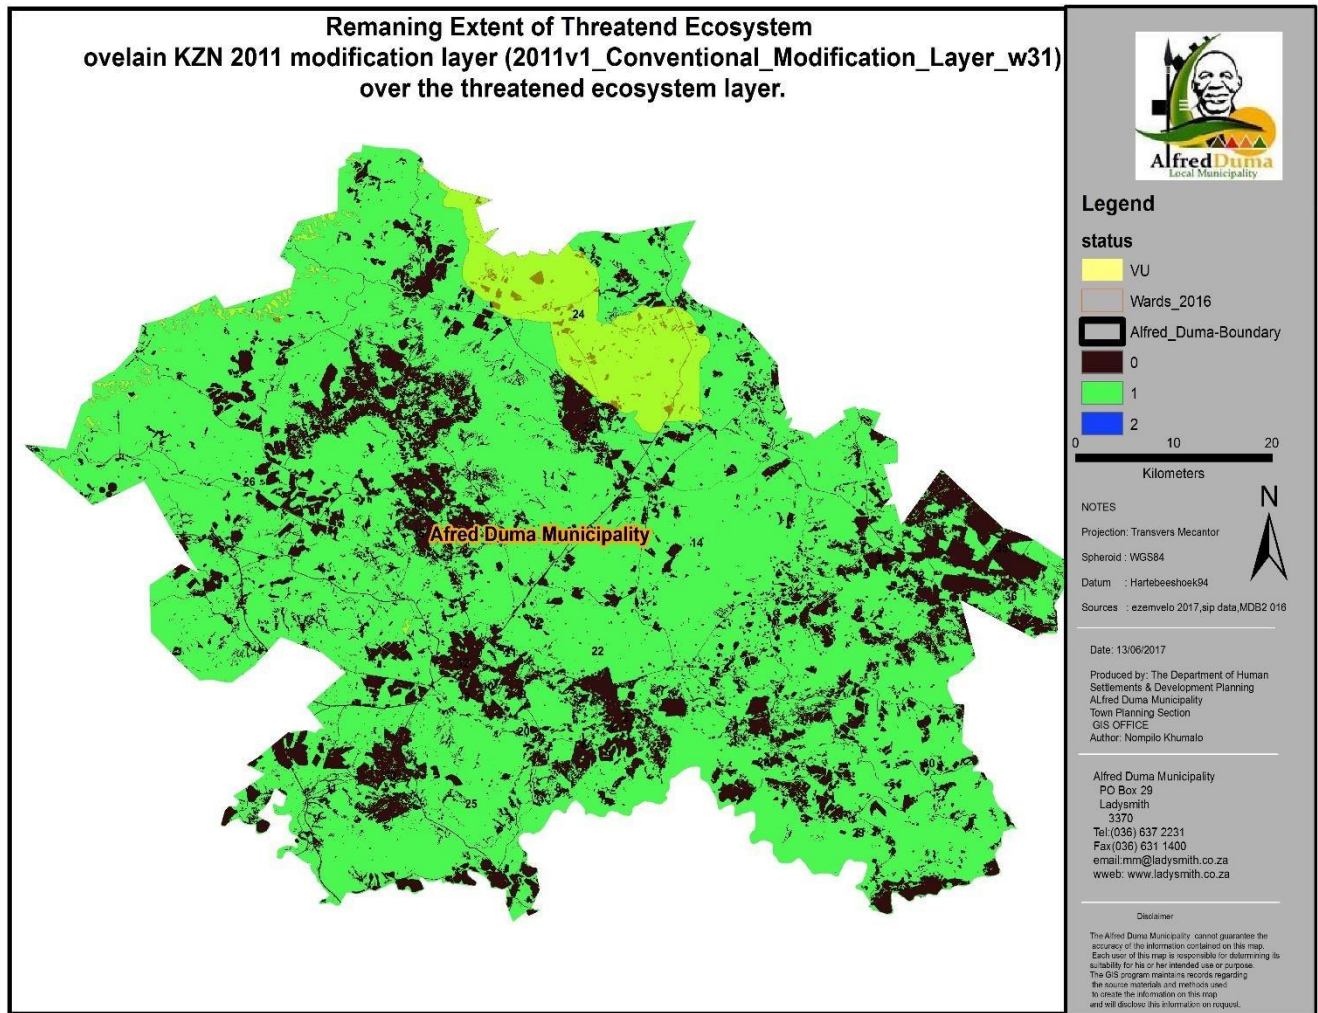 Remaning Extent of Threatend Ecosystem
ovelain KZN 2011 modification layer (2011v1_Conventional_Modification_Layer_w31)
over the threatened ecosystem layer.
AlfredDuma
Local Municipality
Legend
status
VU
Wards_2016
Alfred_Duma-Boundary
0
1
2
0 10 20
Kilometers
N
NOTES
Projection: Transvers Mecantor
Spheroid : WGS84
Datum : Hartebeeshoek94
Sources : ezemvelo 2017,sip data,MDB2 016
Date: 13/06/2017
Produced by: The Department of Human
Settlements & Development Planning
ALfred Duma Municipality
Town Planning Section
GIS OFFICE
Author: Nompilo Khumalo
Alfred Duma Municipality
PO Box 29
Ladysmith
3370
Tel:(036) 637 2231
Fax(036) 631 1400
email:mm@ladysmith.co.za
wweb: www.ladysmith.co.za
Disclaimer
The Alfred Duma Municipality cannot guarantee the
accuracy of the information contained on this map.
Each user of this map is responsible for determining its
suitability for his or her intended use or purpose.
The GIS program maintains records regarding
the source materials and methods used
to create the information on this map
and will disclose this information on request.
24
26
Afred Duma Municipality
14
36
22
20
25